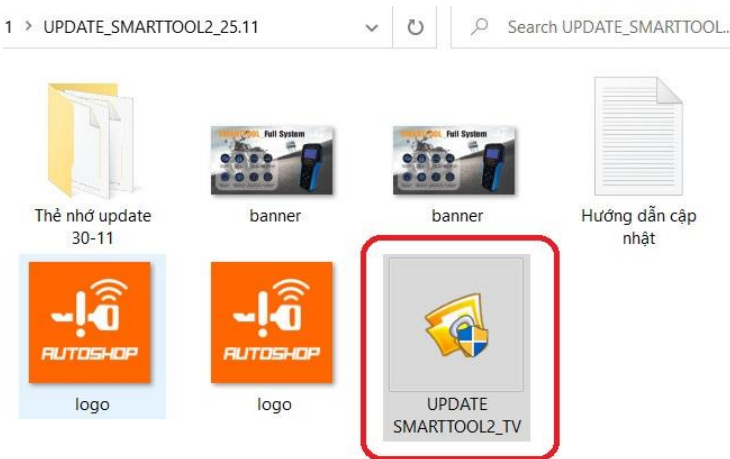 1 > UPDATE_SMARTTOOL2_25.11
Search UPDATE_SMARTTOOL...
Thẻ nhớ update
30-11
banner
banner
Hướng dẫn cập
nhật
SMARTTOOL Full System
SMARTTOOL Full System
AUTOSHOP
AUTOSHOP
logo
logo
UPDATE
SMARTTOOL2_TV